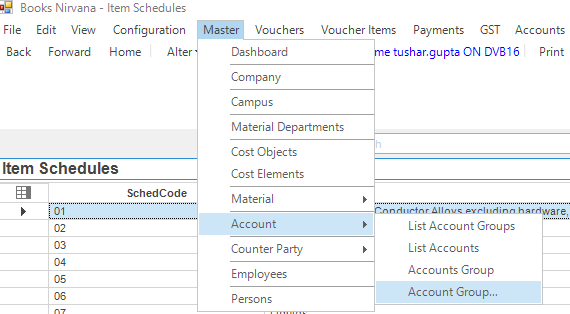 Books Nirvana - Item Schedules
File Edit View Configuration Master Vouchers Voucher Items Payments GST Accounts
Back Forward Home Alter me tushar.gupta ON DVB16 Print
Dashboard
Company
Campus
Material Departments
Cost Objects
Cost Elements
Material
Account
Counter Party
Employees
Persons
List Account Groups
List Accounts
Accounts Group
Account Group...
Item Schedules
SchedCode
01 Conductor Alloys excluding hardware,
02
03
04
05
06
07